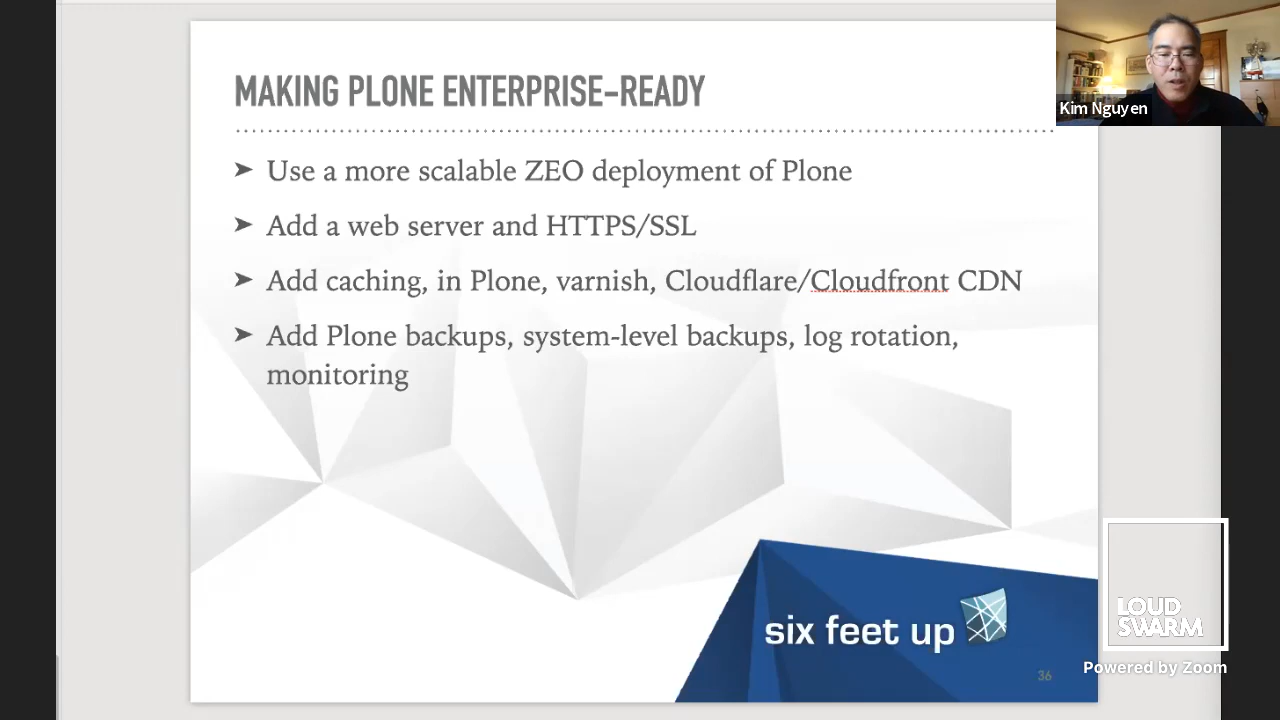 MAKING PLONE ENTERPRISE-READY
Kim Nguyen
➤ Use a more scalable ZEO deployment of Plone
➤ Add a web server and HTTPS/SSL
➤ Add caching, in Plone, varnish, Cloudflare/Cloudfront CDN
➤ Add Plone backups, system-level backups, log rotation,
monitoring
six feet up
LOUD
SWARM
Powered by Zoom
36